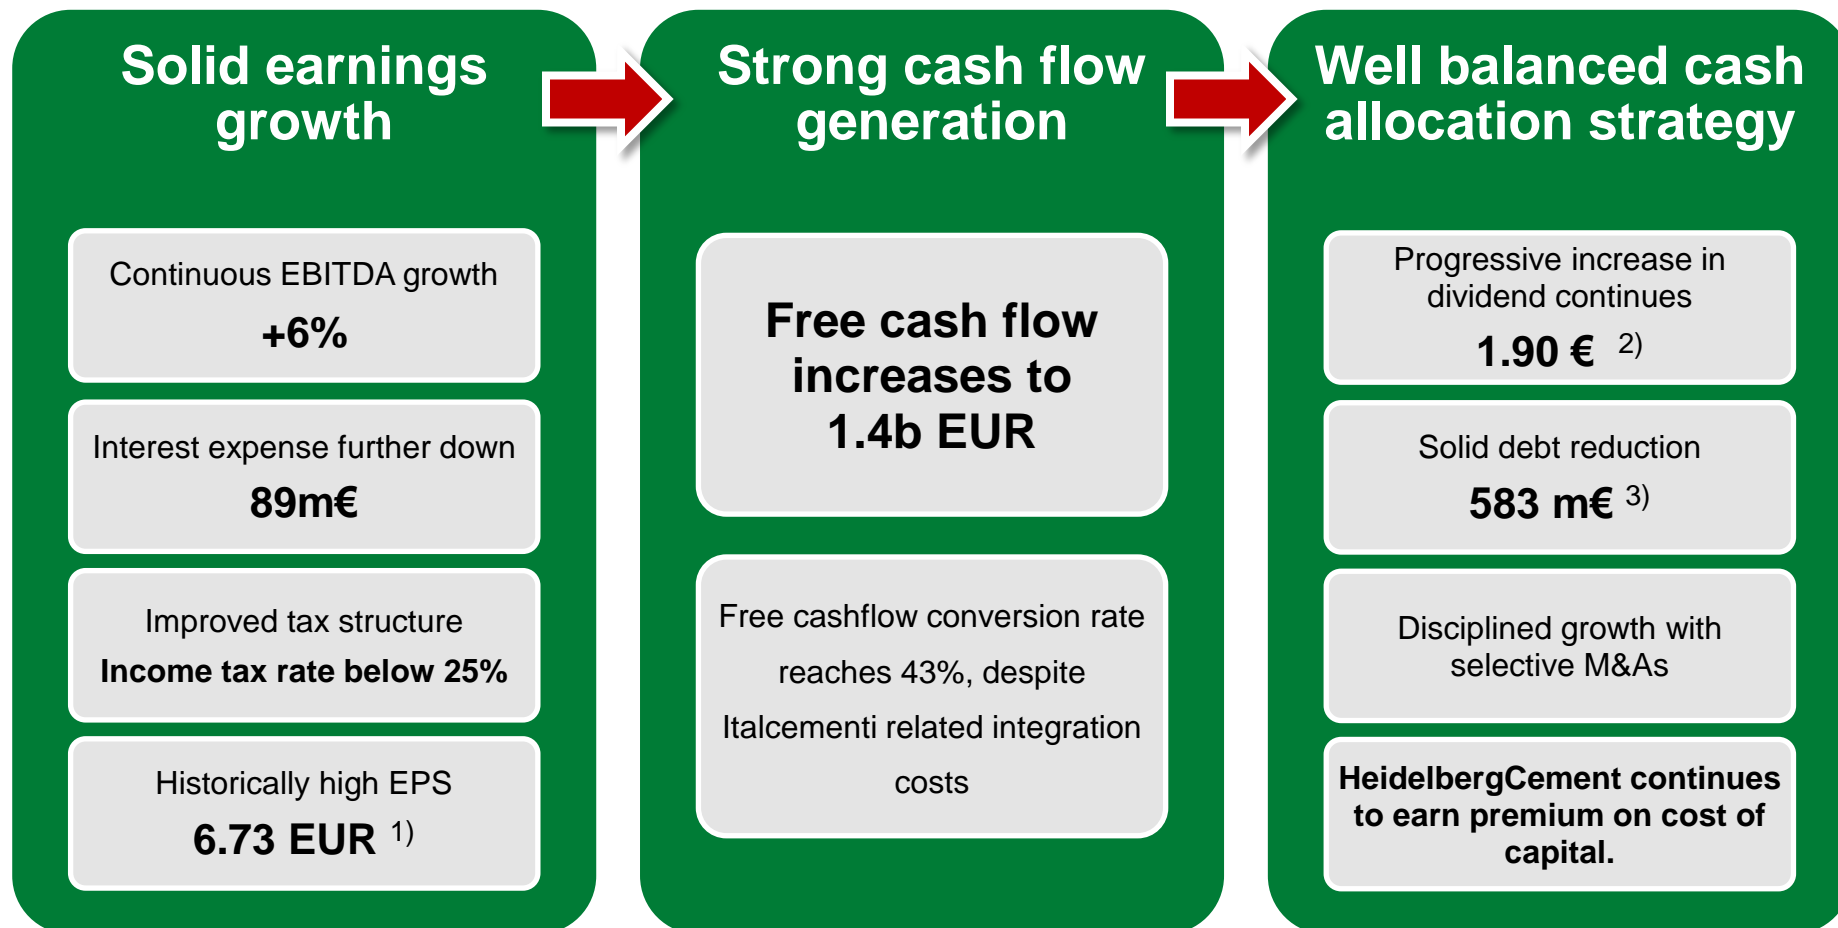 Solid earnings
growth
Continuous EBITDA growth
+6%
Interest expense further down
89m€
Improved tax structure
Income tax rate below 25%
Historically high EPS
6.73 EUR 1)
Strong cash flow
generation
Free cash flow
increases to
1.4b EUR
Free cashflow conversion rate
reaches 43%, despite
Italcementi related integration
costs
Well balanced cash
allocation strategy
Progressive increase in
dividend continues
1.90 € 2)
Solid debt reduction
583 m€ 3)
Disciplined growth with
selective M&As
HeidelbergCement continues
to earn premium on cost of
capital.